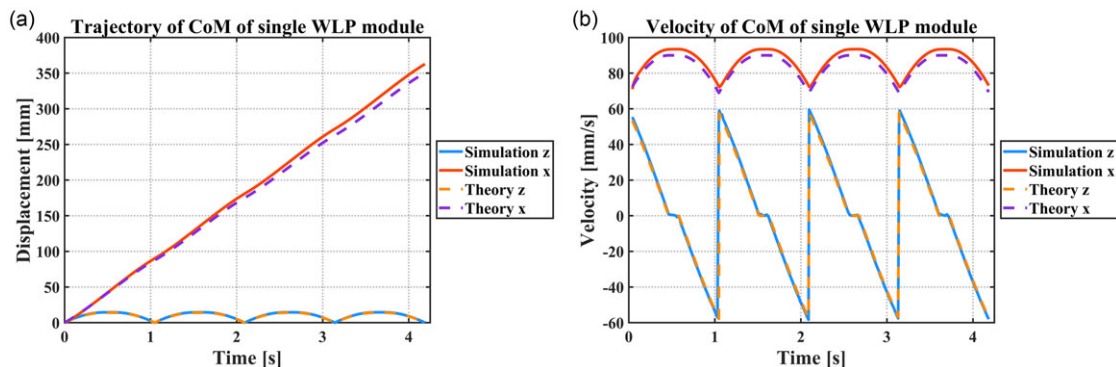 (a)
Trajectory of CoM of single WLP module
400
350
300
250
200
150
100
50
0
Displacement [mm]
0 1 2 3 4
Time [s]
Simulation z
Simulation x
Theory z
Theory x
(b)
Velocity of CoM of single WLP module
100
80
60
40
20
0
-20
-40
-60
Velocity [mm/s]
0 1 2 3 4
Time [s]
Simulation z
Simulation x
Theory z
Theory x